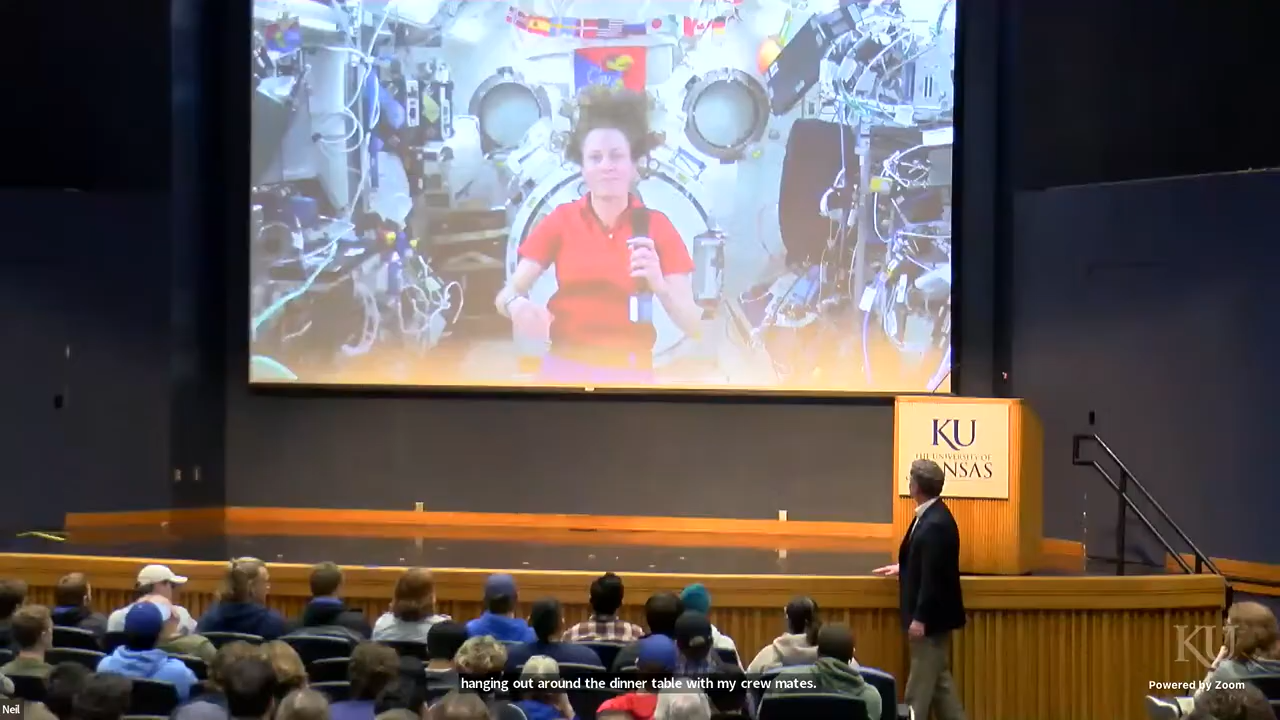 KU
THE UNIVERSITY OF
NSAS
hanging out around the dinner table with my crew mates.
KU
Powered by Zoom
Neil